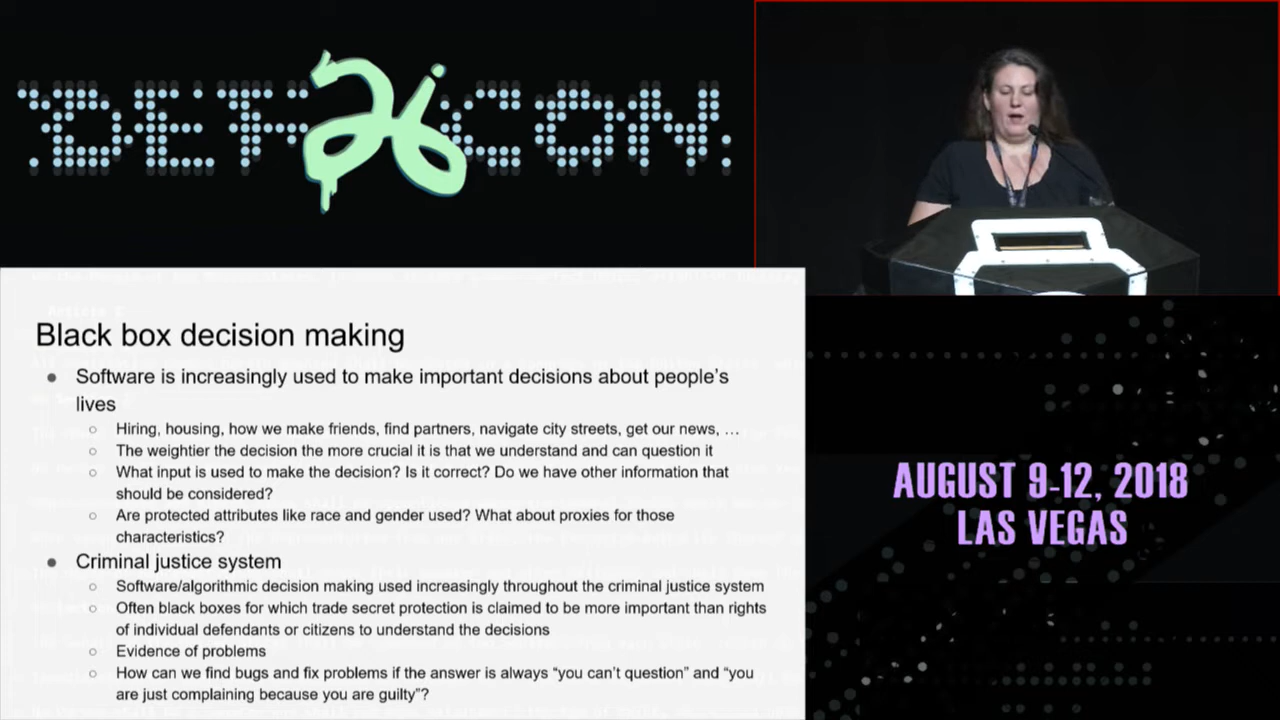 DEF CON 26
Black box decision making
● Software is increasingly used to make important decisions about people's
lives
○ Hiring, housing, how we make friends, find partners, navigate city streets, get our news, …
○ The weightier the decision the more crucial it is that we understand and can question it
○ What input is used to make the decision? Is it correct? Do we have other information that
should be considered?
○ Are protected attributes like race and gender used? What about proxies for those
characteristics?
● Criminal justice system
○ Software/algorithmic decision making used increasingly throughout the criminal justice system
○ Often black boxes for which trade secret protection is claimed to be more important than rights
of individual defendants or citizens to understand the decisions
○ Evidence of problems
○ How can we find bugs and fix problems if the answer is always “you can’t question” and “you
are just complaining because you are guilty”?
AUGUST 9-12, 2018
LAS VEGAS